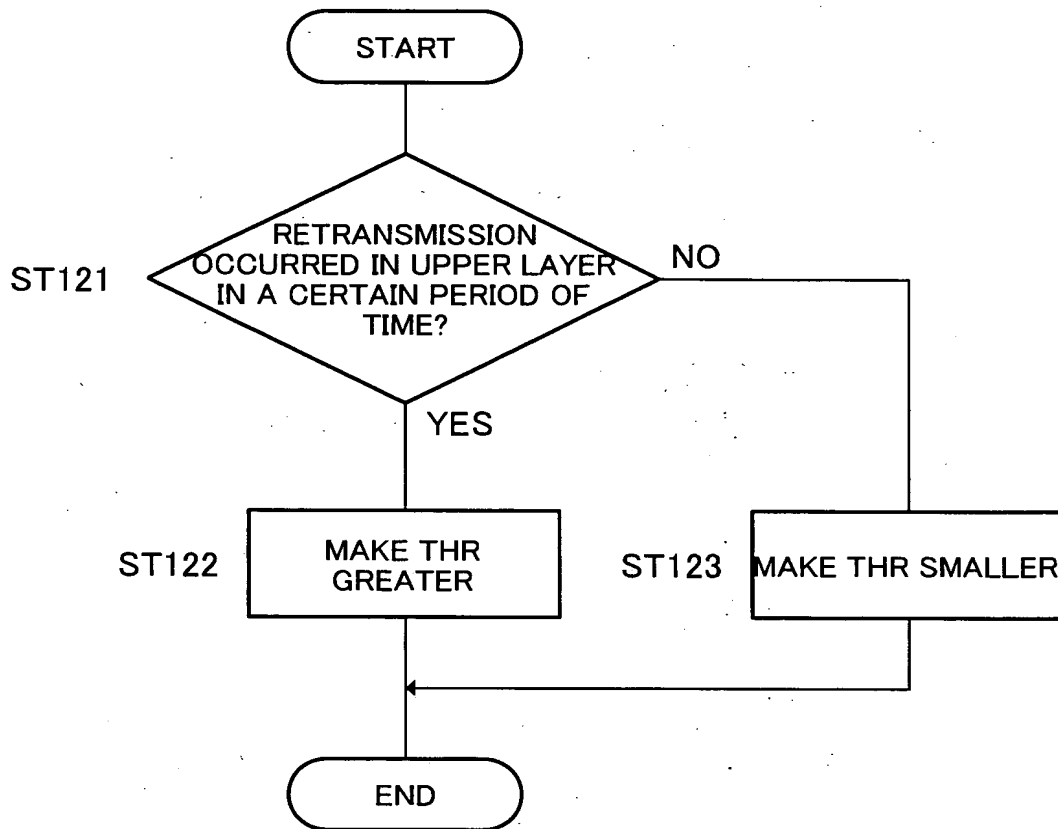 START
ST121
RETRANSMISSION
OCCURRED IN UPPER LAYER
IN A CERTAIN PERIOD OF
TIME?
NO
YES
ST122
MAKE THR
GREATER
ST123
MAKE THR SMALLER
END